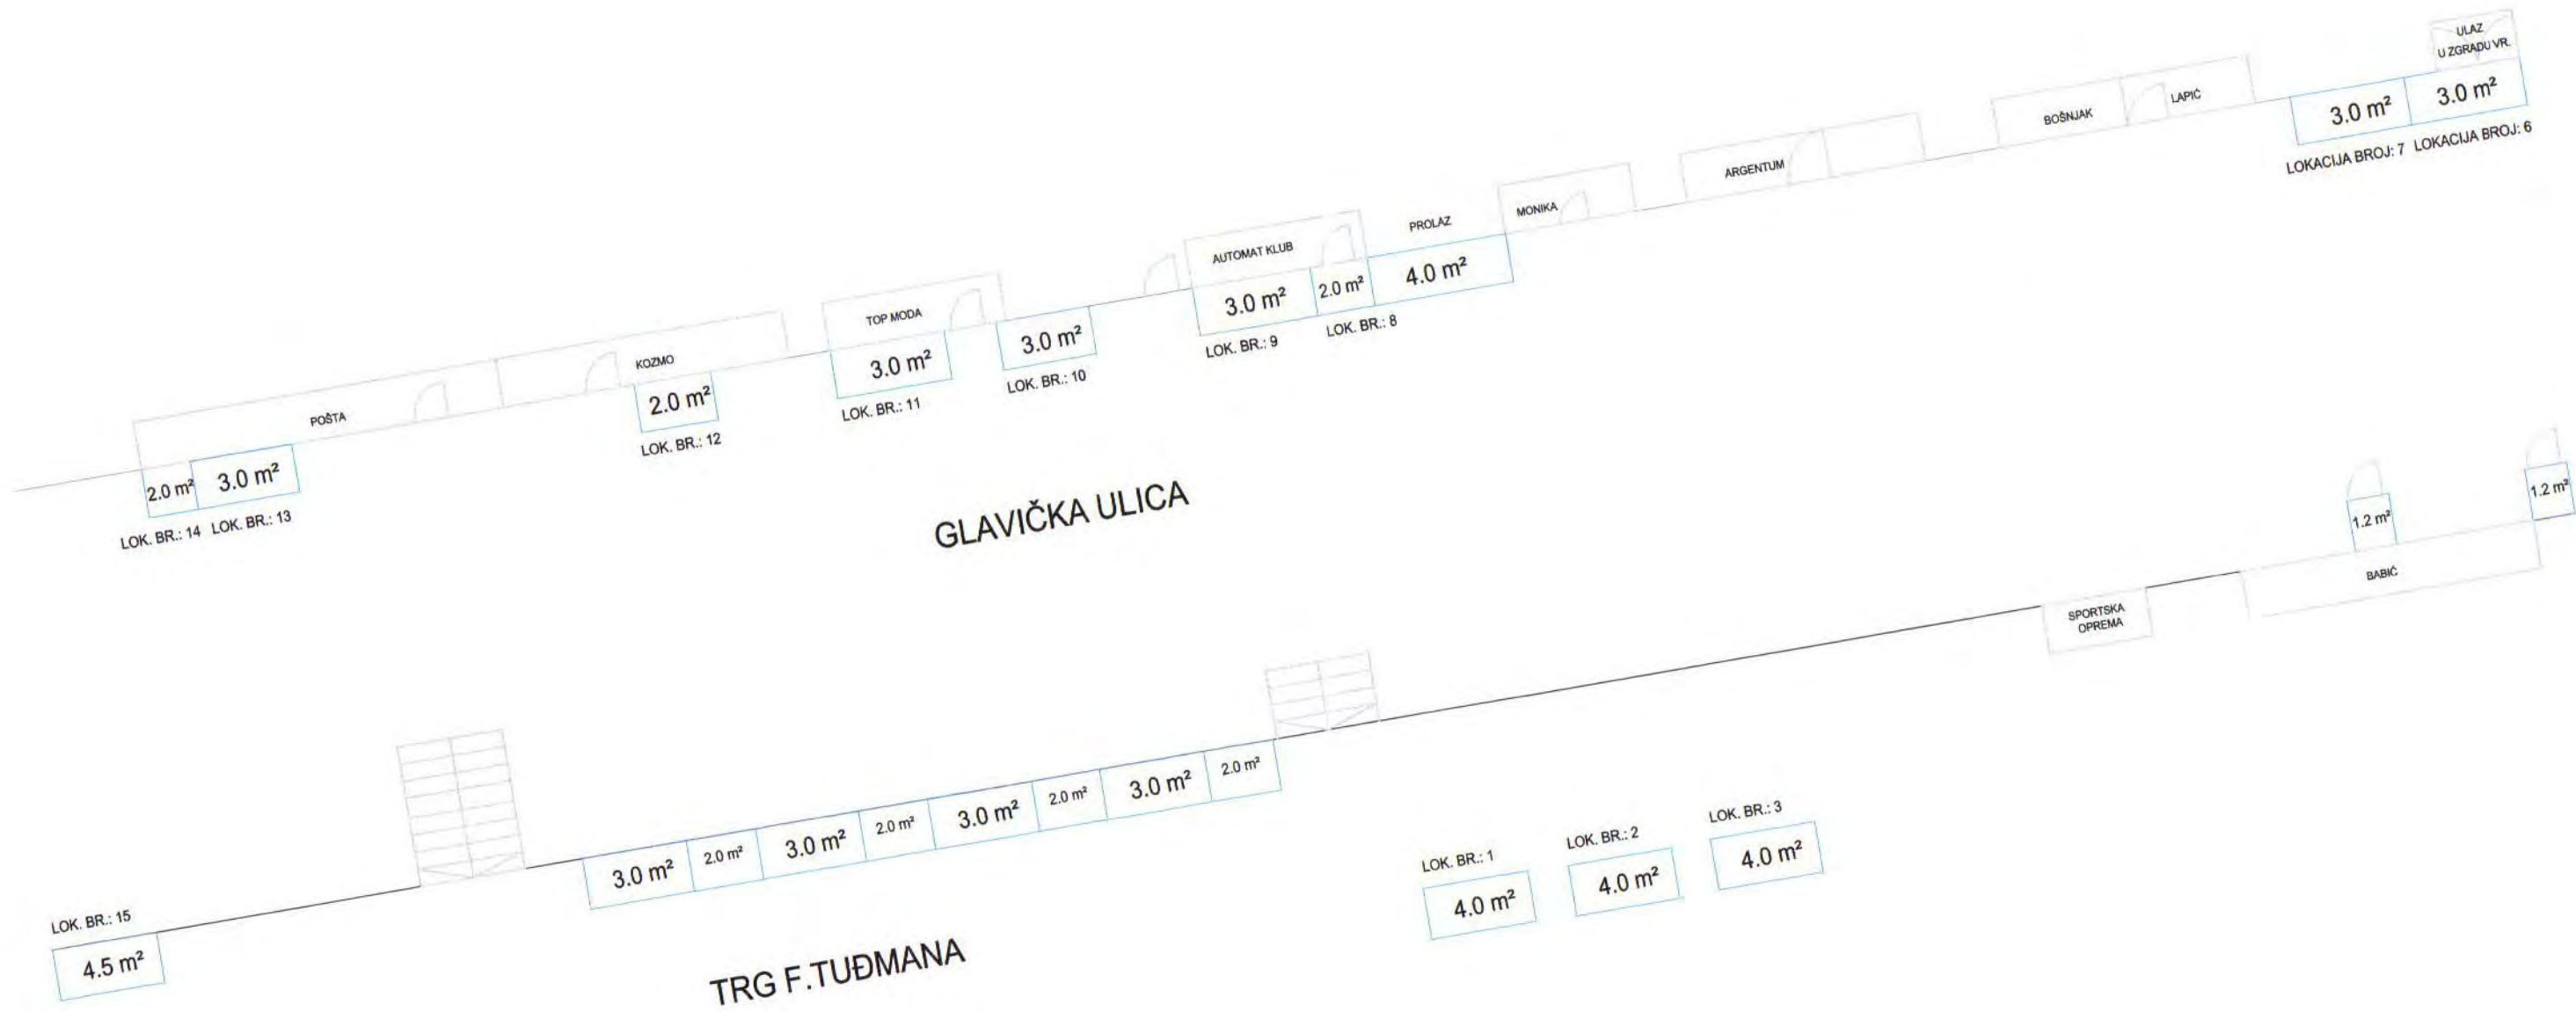 ULAZ
U ZGRADU VR.
3.0 m²
3.0 m²
LOKACIJA BROJ: 7
LOKACIJA BROJ: 6
BOŠNJAK
LAPIĆ
ARGENTUM
MONIKA
PROLAZ
4.0 m²
AUTOMAT KLUB
3.0 m²
2.0 m²
LOK. BR.: 9
LOK. BR.: 8
TOP MODA
3.0 m²
LOK. BR.: 11
3.0 m²
LOK. BR.: 10
KOZMO
2.0 m²
LOK. BR.: 12
POŠTA
2.0 m²
3.0 m²
LOK. BR.: 14
LOK. BR.: 13
GLAVIČKA ULICA
1.2 m²
1.2 m²
BABIĆ
SPORTSKA
OPREMA
3.0 m²
2.0 m²
3.0 m²
2.0 m²
3.0 m²
2.0 m²
3.0 m²
2.0 m²
LOK. BR.: 1
4.0 m²
LOK. BR.: 2
4.0 m²
LOK. BR.: 3
4.0 m²
LOK. BR.: 15
4.5 m²
TRG F.TUĐMANA